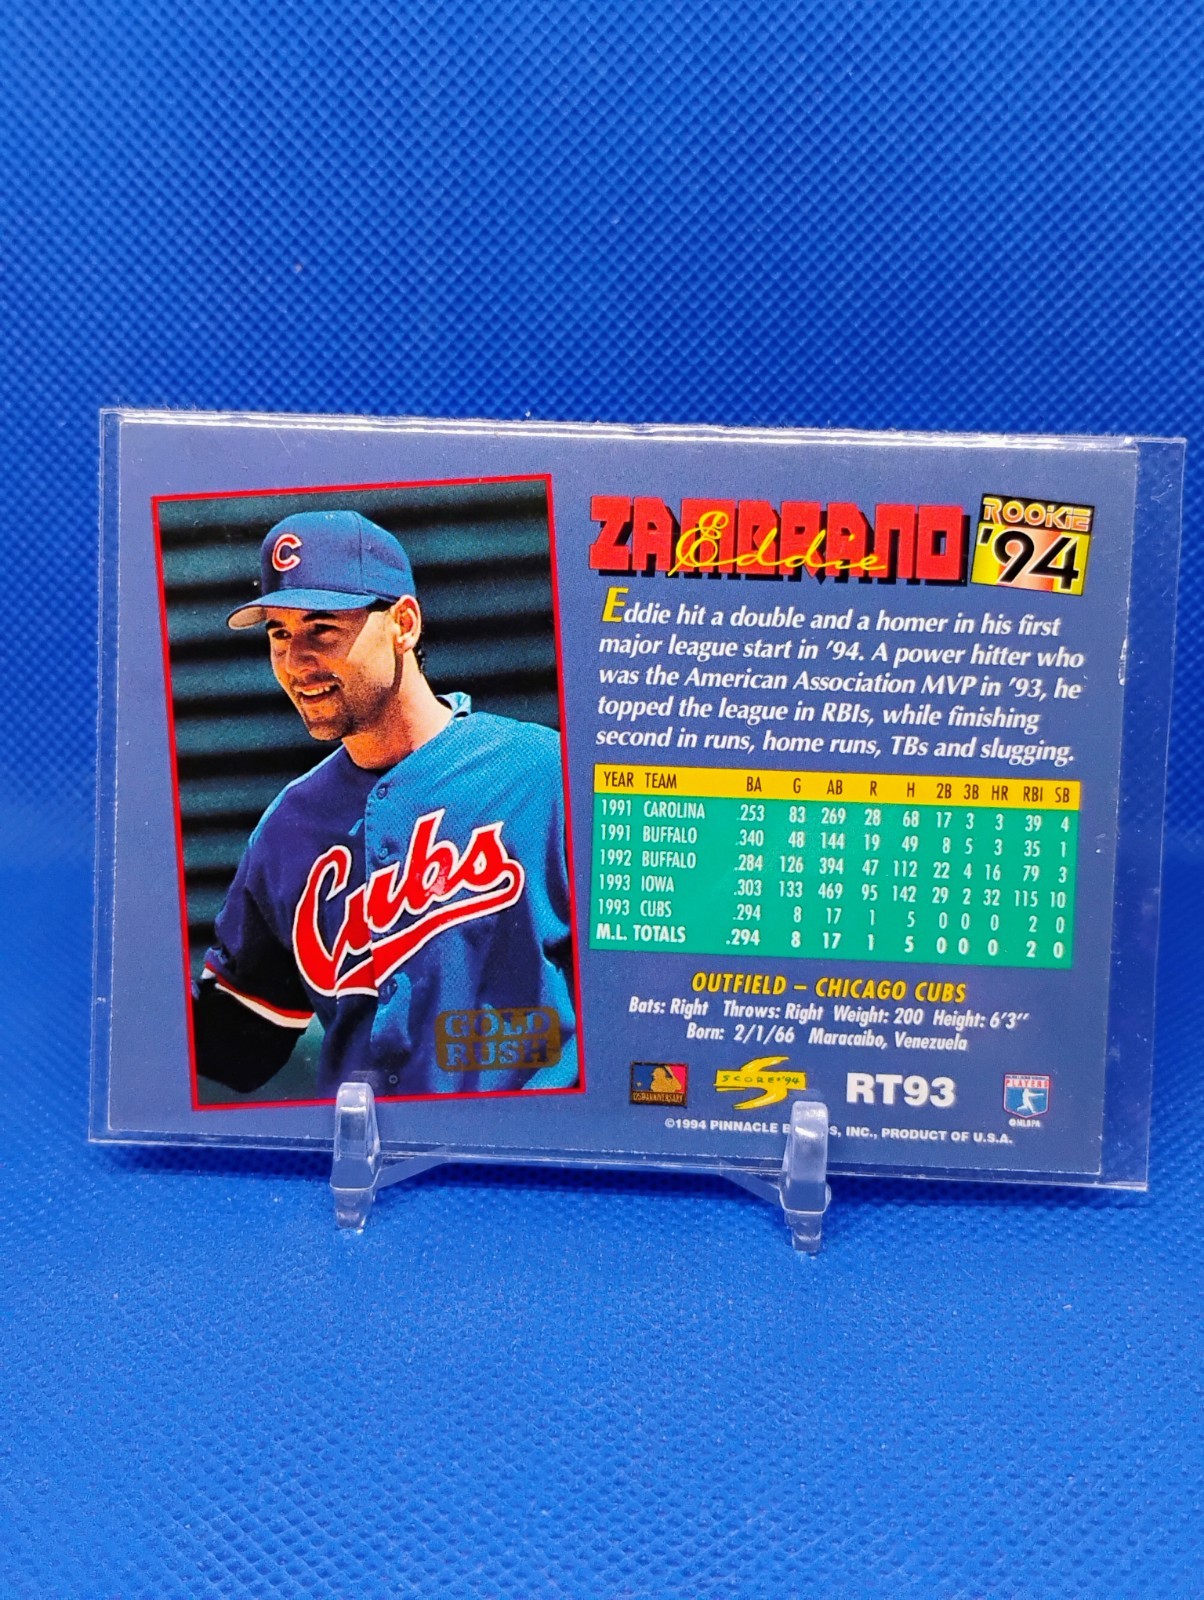 C
Cubs
GOLD
RUSH
ZAMBRANO
Eddie
ROOKIE
'94
Eddie hit a double and a homer in his first
major league start in '94. A power hitter who
was the American Association MVP in '93, he
topped the league in RBIs, while finishing
second in runs, home runs, TBs and slugging.
YEAR TEAM BA G AB R H 2B 3B HR RBI SB
1991 CAROLINA .253 83 269 28 68 17 3 3 39 4
1991 BUFFALO .340 48 144 19 49 8 5 3 35 1
1992 BUFFALO .284 126 394 47 112 22 4 16 79 3
1993 IOWA .303 133 469 95 142 29 2 32 115 10
1993 CUBS .294 8 17 1 5 0 0 0 2 0
M.L. TOTALS .294 8 17 1 5 0 0 0 2 0
OUTFIELD – CHICAGO CUBS
Bats: Right Throws: Right Weight: 200 Height: 6'3''
Born: 2/1/66 Maracaibo, Venezuela
SCORE '94
RT93
PLAYERS
©MLBPA
©1994 PINNACLE INC., PRODUCT OF U.S.A.